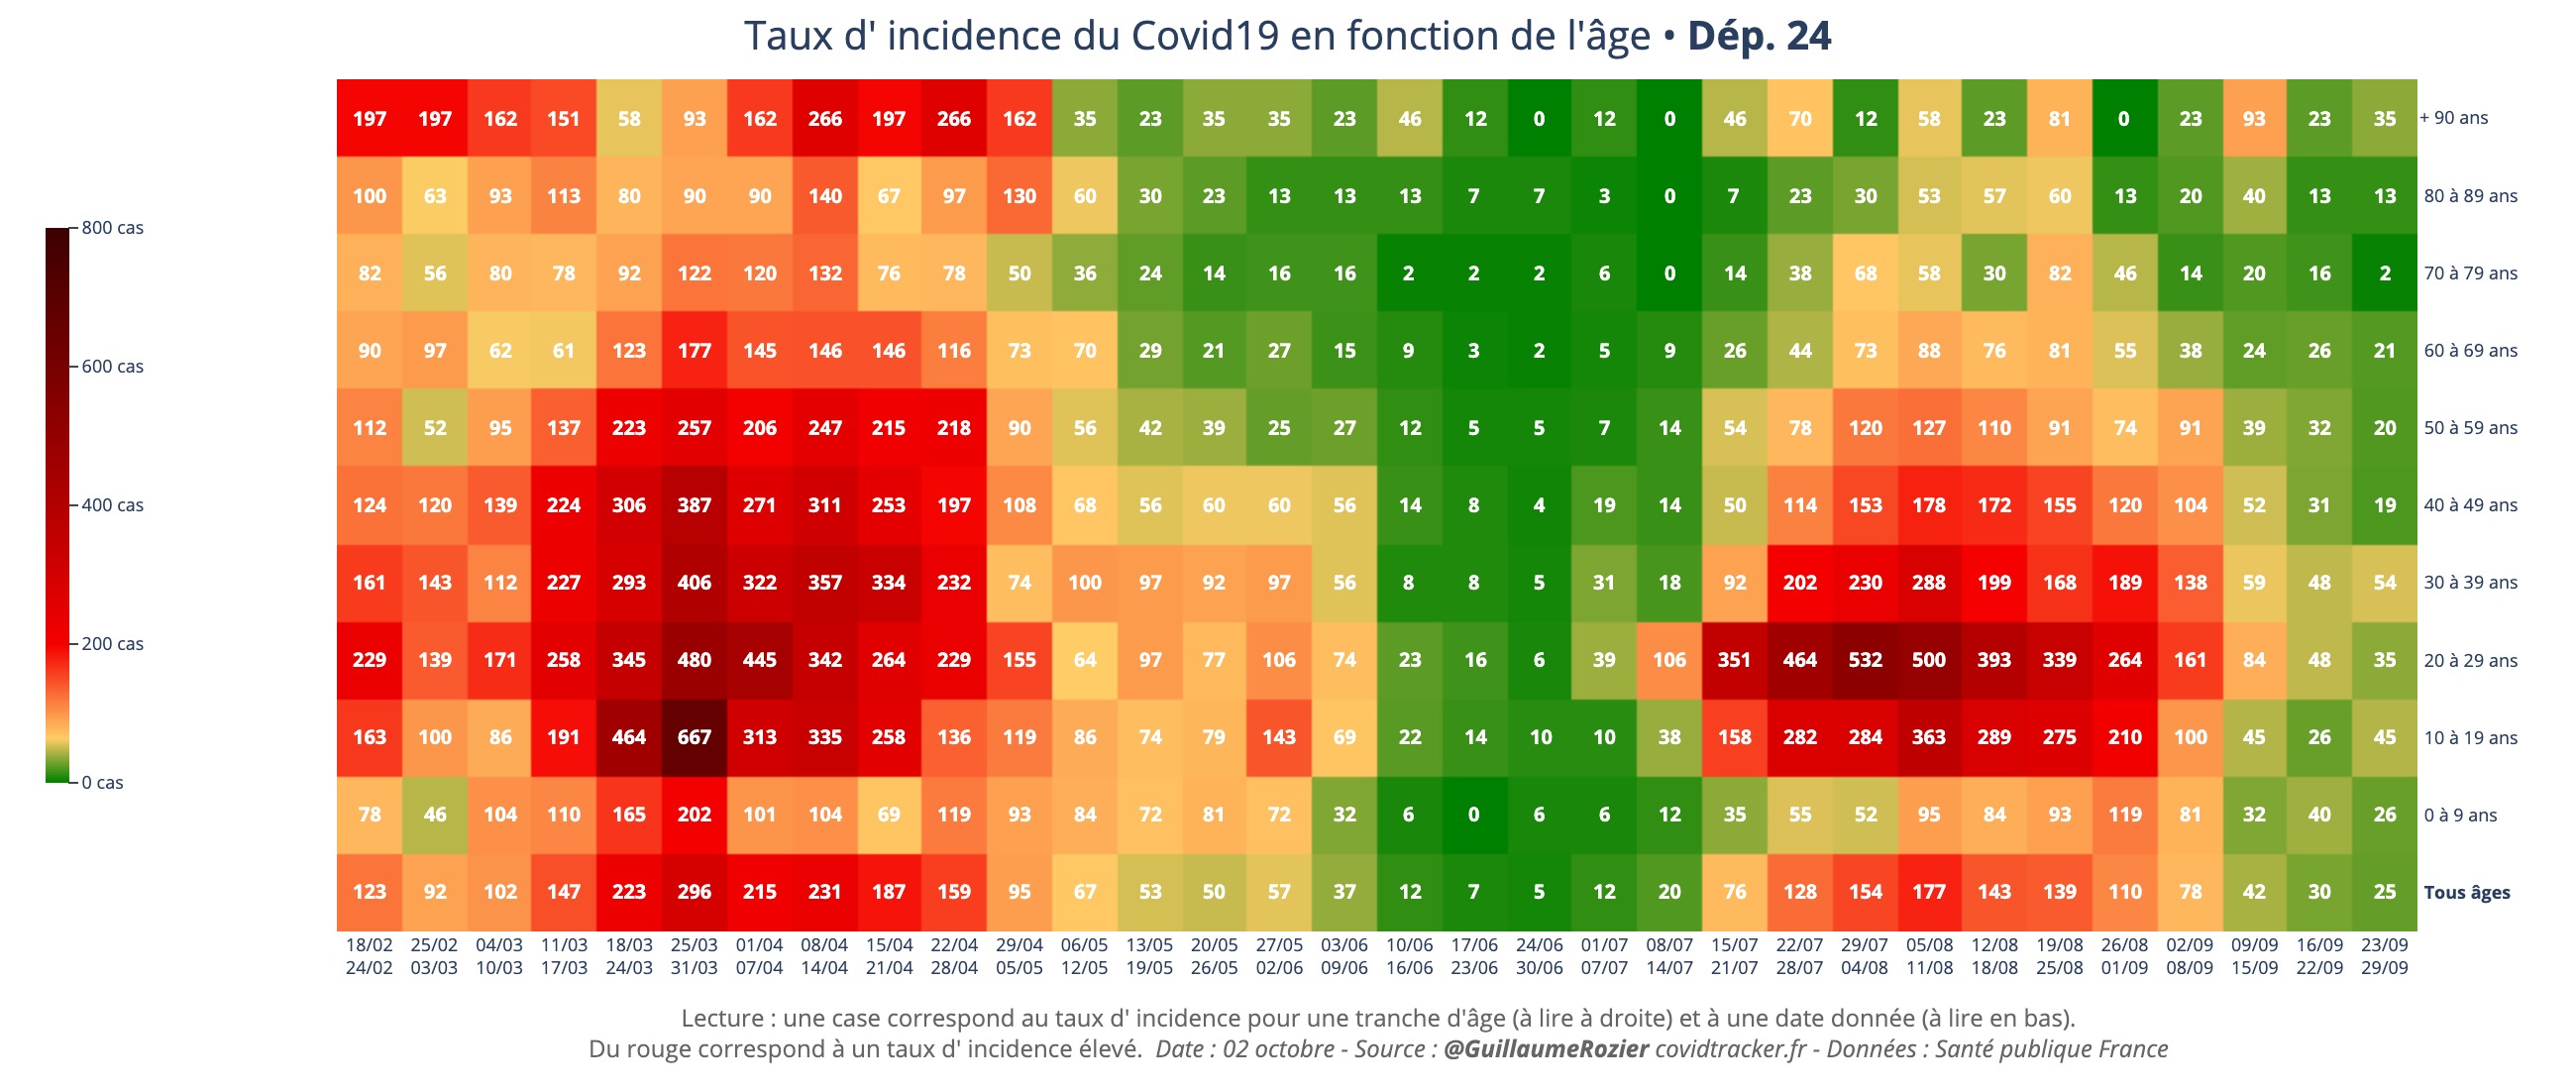 Taux d' incidence du Covid19 en fonction de l'âge • Dép. 24
197 197 162 151 58 93 162 266 197 266 162 35 23 35 35 23 46 12 0 12 0 46 70 12 58 23 81 0 23 93 23 35 + 90 ans
100 63 93 113 80 90 90 140 67 97 130 60 30 23 13 13 13 7 7 3 0 7 23 30 53 57 60 13 20 40 13 13 80 à 89 ans
82 56 80 78 92 122 120 132 76 78 50 36 24 14 16 16 2 2 2 6 0 14 38 68 58 30 82 46 14 20 16 2 70 à 79 ans
90 97 62 61 123 177 145 146 146 116 73 70 29 21 27 15 9 3 2 5 9 26 44 73 88 76 81 55 38 24 26 21 60 à 69 ans
112 52 95 137 223 257 206 247 215 218 90 56 42 39 25 27 12 5 5 7 14 54 78 120 127 110 91 74 91 39 32 20 50 à 59 ans
124 120 139 224 306 387 271 311 253 197 108 68 56 60 60 56 14 8 4 19 14 50 114 153 178 172 155 120 104 52 31 19 40 à 49 ans
161 143 112 227 293 406 322 357 334 232 74 100 97 92 97 56 8 8 5 31 18 92 202 230 288 199 168 189 138 59 48 54 30 à 39 ans
229 139 171 258 345 480 445 342 264 229 155 64 97 77 106 74 23 16 6 39 106 351 464 532 500 393 339 264 161 84 48 35 20 à 29 ans
163 100 86 191 464 667 313 335 258 136 119 86 74 79 143 69 22 14 10 10 38 158 282 284 363 289 275 210 100 45 26 45 10 à 19 ans
78 46 104 110 165 202 101 104 69 119 93 84 72 81 72 32 6 0 6 6 12 35 55 52 95 84 93 119 81 32 40 26 0 à 9 ans
123 92 102 147 223 296 215 231 187 159 95 67 53 50 57 37 12 7 5 12 20 76 128 154 177 143 139 110 78 42 30 25 Tous âges
18/02 25/02 04/03 11/03 18/03 25/03 01/04 08/04 15/04 22/04 29/04 06/05 13/05 20/05 27/05 03/06 10/06 17/06 24/06 01/07 08/07 15/07 22/07 29/07 05/08 12/08 19/08 26/08 02/09 09/09 16/09 23/09
24/02 03/03 10/03 17/03 24/03 31/03 07/04 14/04 21/04 28/04 05/05 12/05 19/05 26/05 02/06 09/06 16/06 23/06 30/06 07/07 14/07 21/07 28/07 04/08 11/08 18/08 25/08 01/09 08/09 15/09 22/09 29/09
800 cas
600 cas
400 cas
200 cas
0 cas
Lecture : une case correspond au taux d' incidence pour une tranche d'âge (à lire à droite) et à une date donnée (à lire en bas).
Du rouge correspond à un taux d' incidence élevé. Date : 02 octobre - Source : @GuillaumeRozier covidtracker.fr - Données : Santé publique France